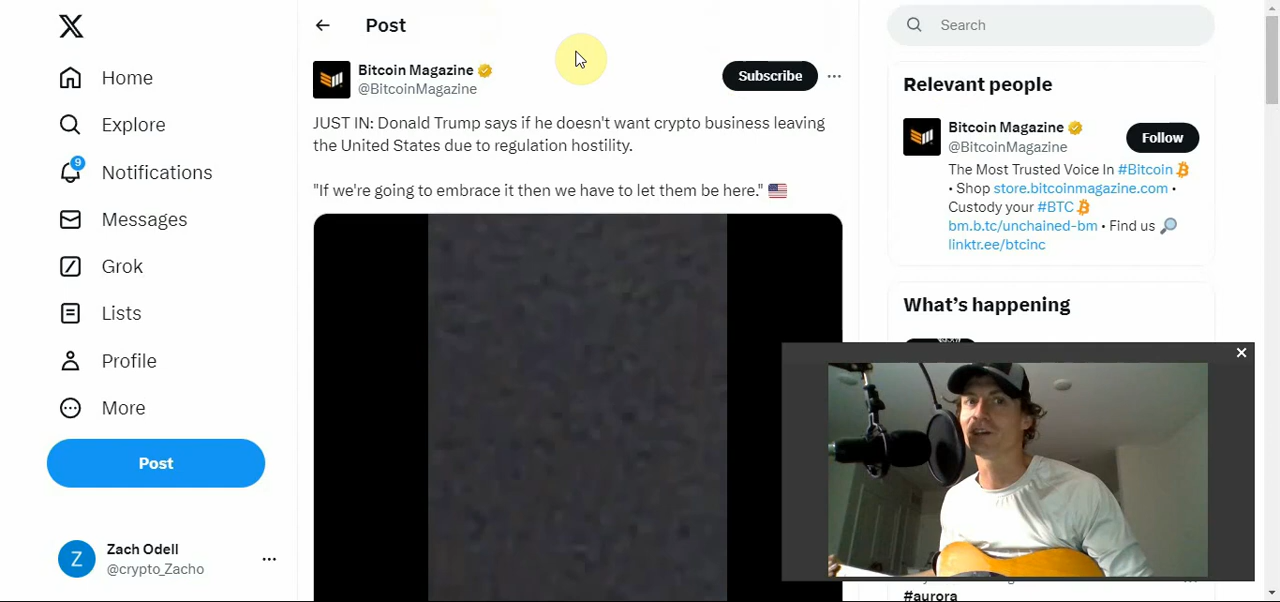 Home
Explore
9
Notifications
Messages
Grok
Lists
Profile
More
Post
Z
Zach Odell
@crypto_Zacho
Post
Bitcoin Magazine
@BitcoinMagazine
Subscribe
JUST IN: Donald Trump says if he doesn't want crypto business leaving
the United States due to regulation hostility.
"If we're going to embrace it then we have to let them be here."
Search
Relevant people
Bitcoin Magazine
@BitcoinMagazine
Follow
The Most Trusted Voice In #Bitcoin
• Shop store.bitcoinmagazine.com •
Custody your #BTC
bm.b.tc/unchained-bm • Find us
linktr.ee/btcinc
What's happening
#aurora